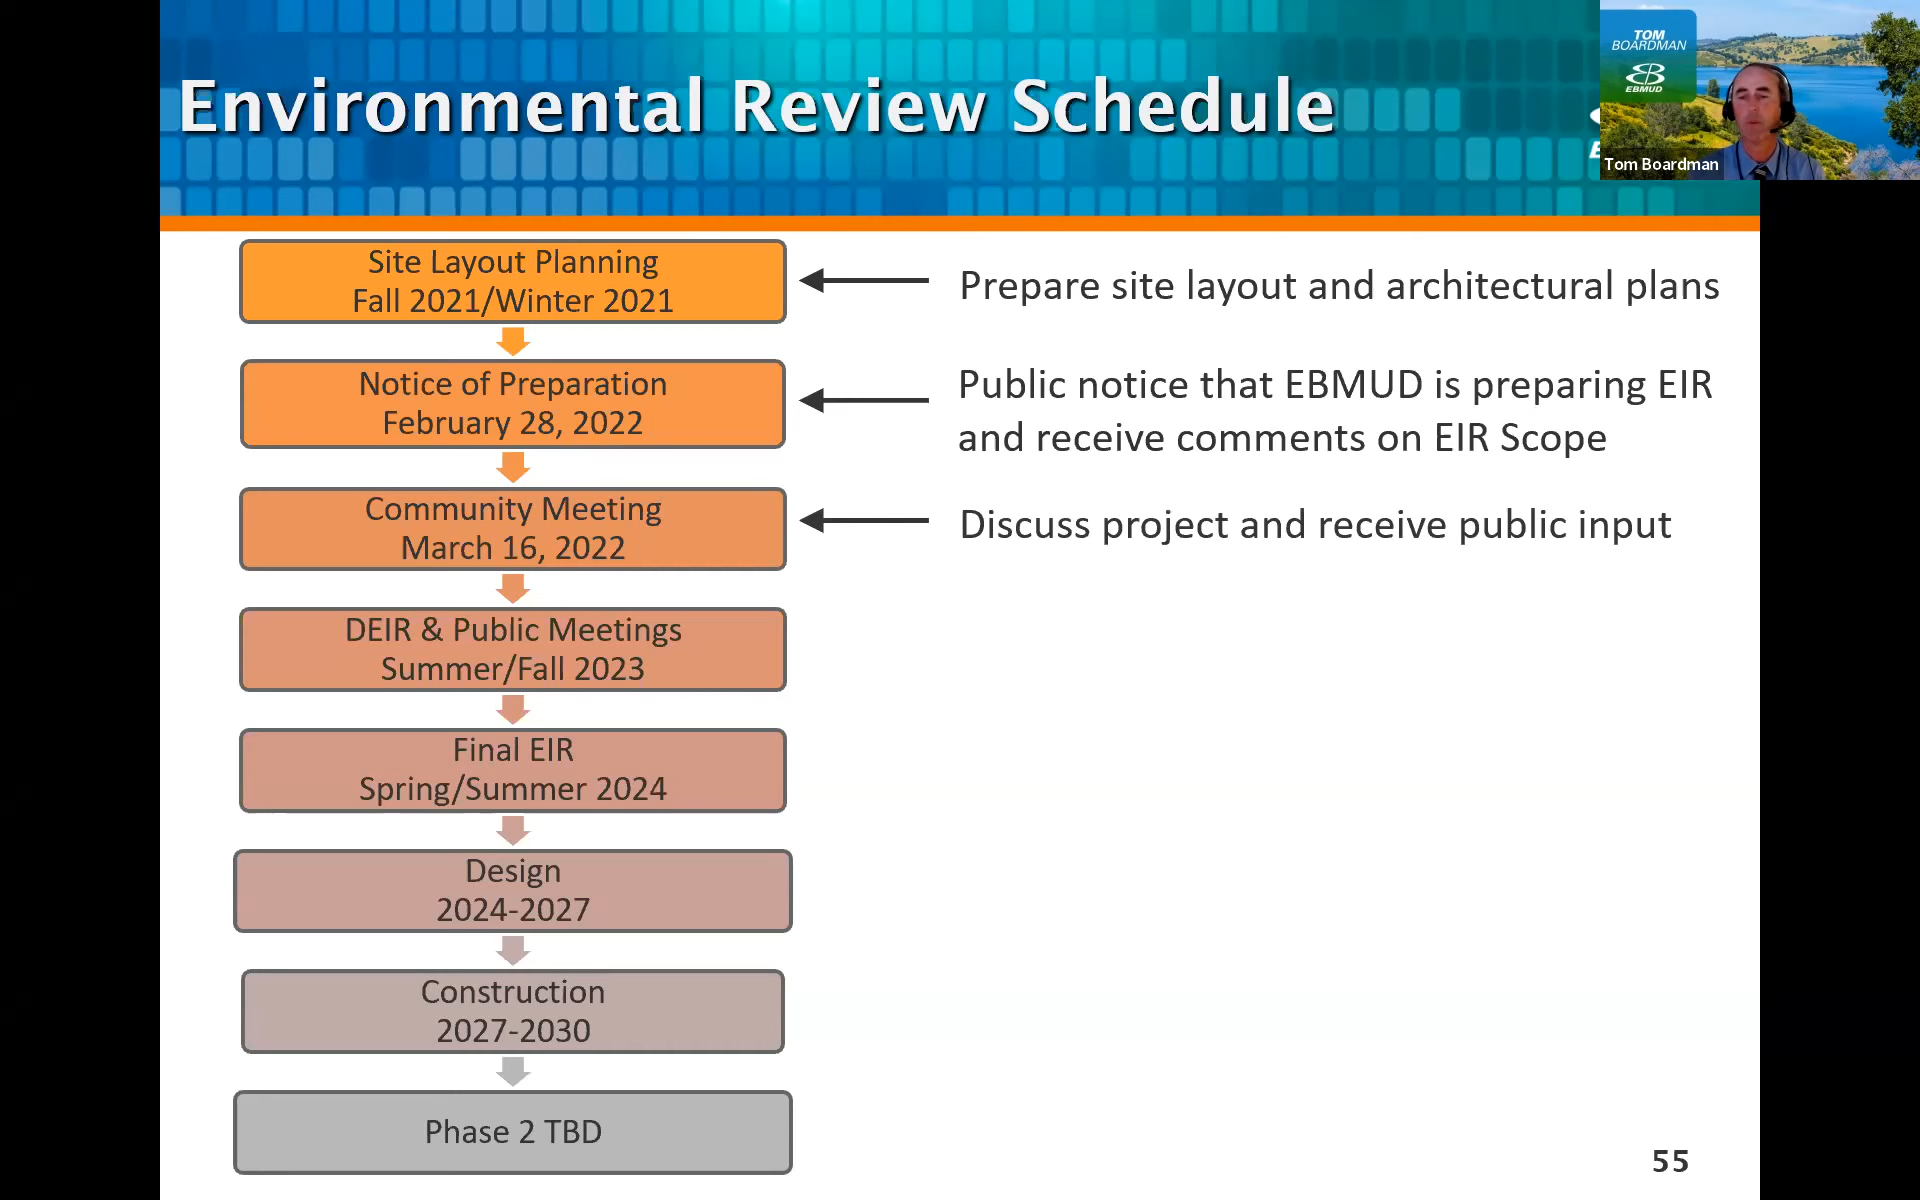 Environmental Review Schedule
TOM
BOARDMAN
EBMUD
Tom Boardman
Site Layout Planning
Fall 2021/Winter 2021
Prepare site layout and architectural plans
Notice of Preparation
February 28, 2022
Public notice that EBMUD is preparing EIR
and receive comments on EIR Scope
Community Meeting
March 16, 2022
Discuss project and receive public input
DEIR & Public Meetings
Summer/Fall 2023
Final EIR
Spring/Summer 2024
Design
2024-2027
Construction
2027-2030
Phase 2 TBD
55